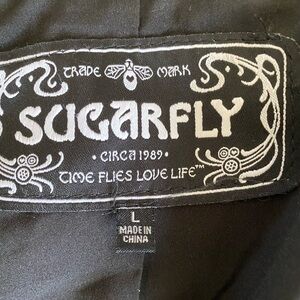 TRADE MARK
SUGARFLY
• CIRCA 1989 •
TIME FLIES LOVE LIFE™
L
MADE IN
CHINA